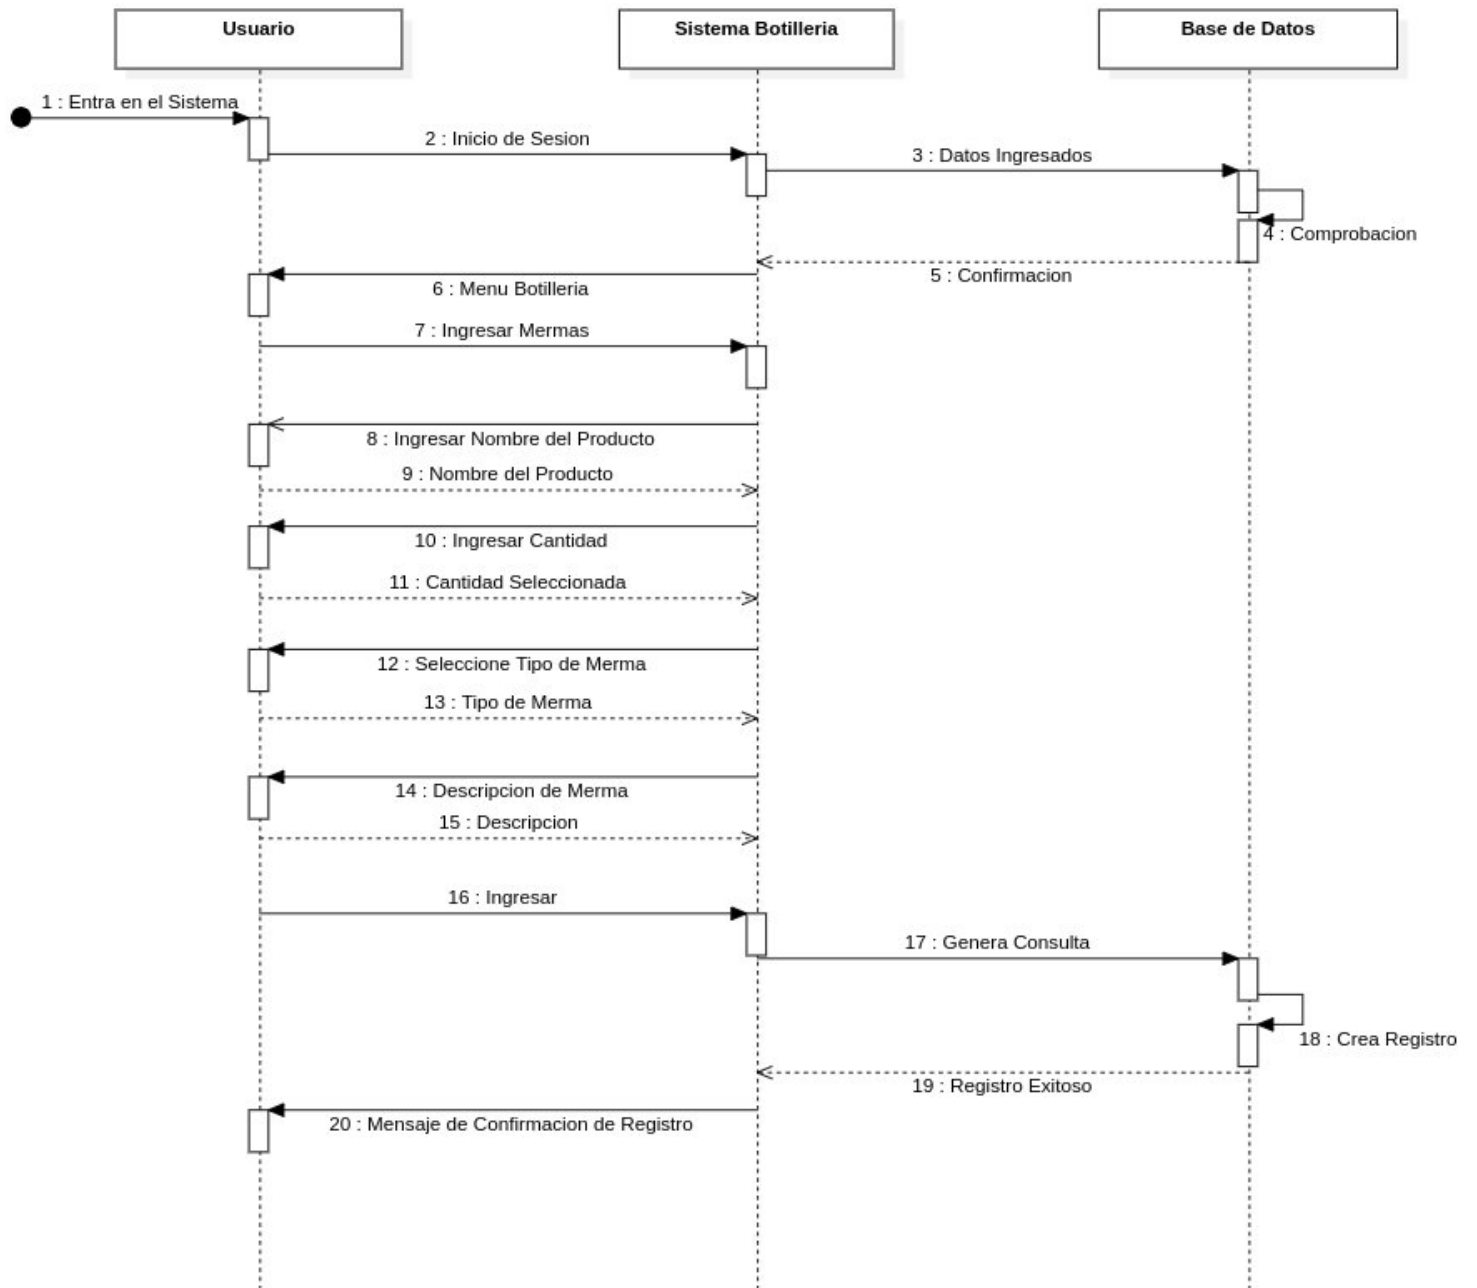 Usuario
Sistema Botilleria
Base de Datos
1 : Entra en el Sistema
2 : Inicio de Sesion
3 : Datos Ingresados
4 : Comprobacion
5 : Confirmacion
6 : Menu Botilleria
7 : Ingresar Mermas
8 : Ingresar Nombre del Producto
9 : Nombre del Producto
10 : Ingresar Cantidad
11 : Cantidad Seleccionada
12 : Seleccione Tipo de Merma
13 : Tipo de Merma
14 : Descripcion de Merma
15 : Descripcion
16 : Ingresar
17 : Genera Consulta
18 : Crea Registro
19 : Registro Exitoso
20 : Mensaje de Confirmacion de Registro